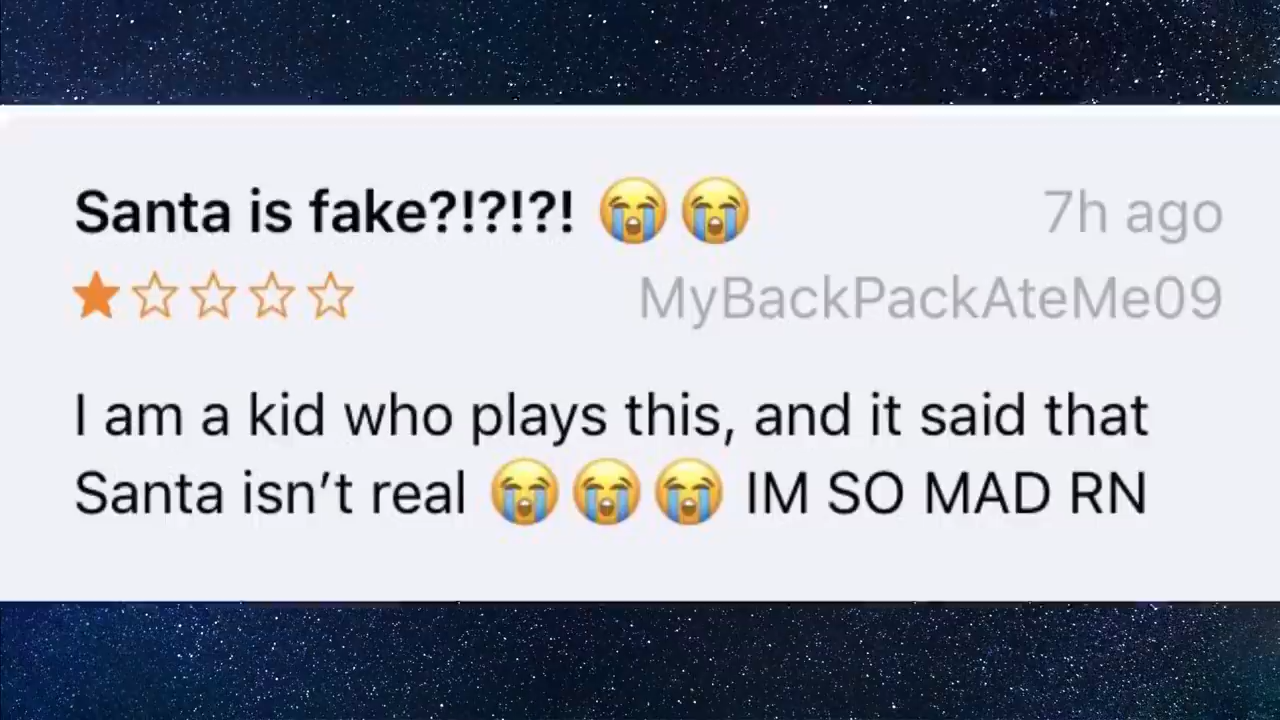 Santa is fake?!?!?! 😭😭 7h ago
MyBackPackAteMe09
I am a kid who plays this, and it said that
Santa isn’t real 😭😭😭 IM SO MAD RN